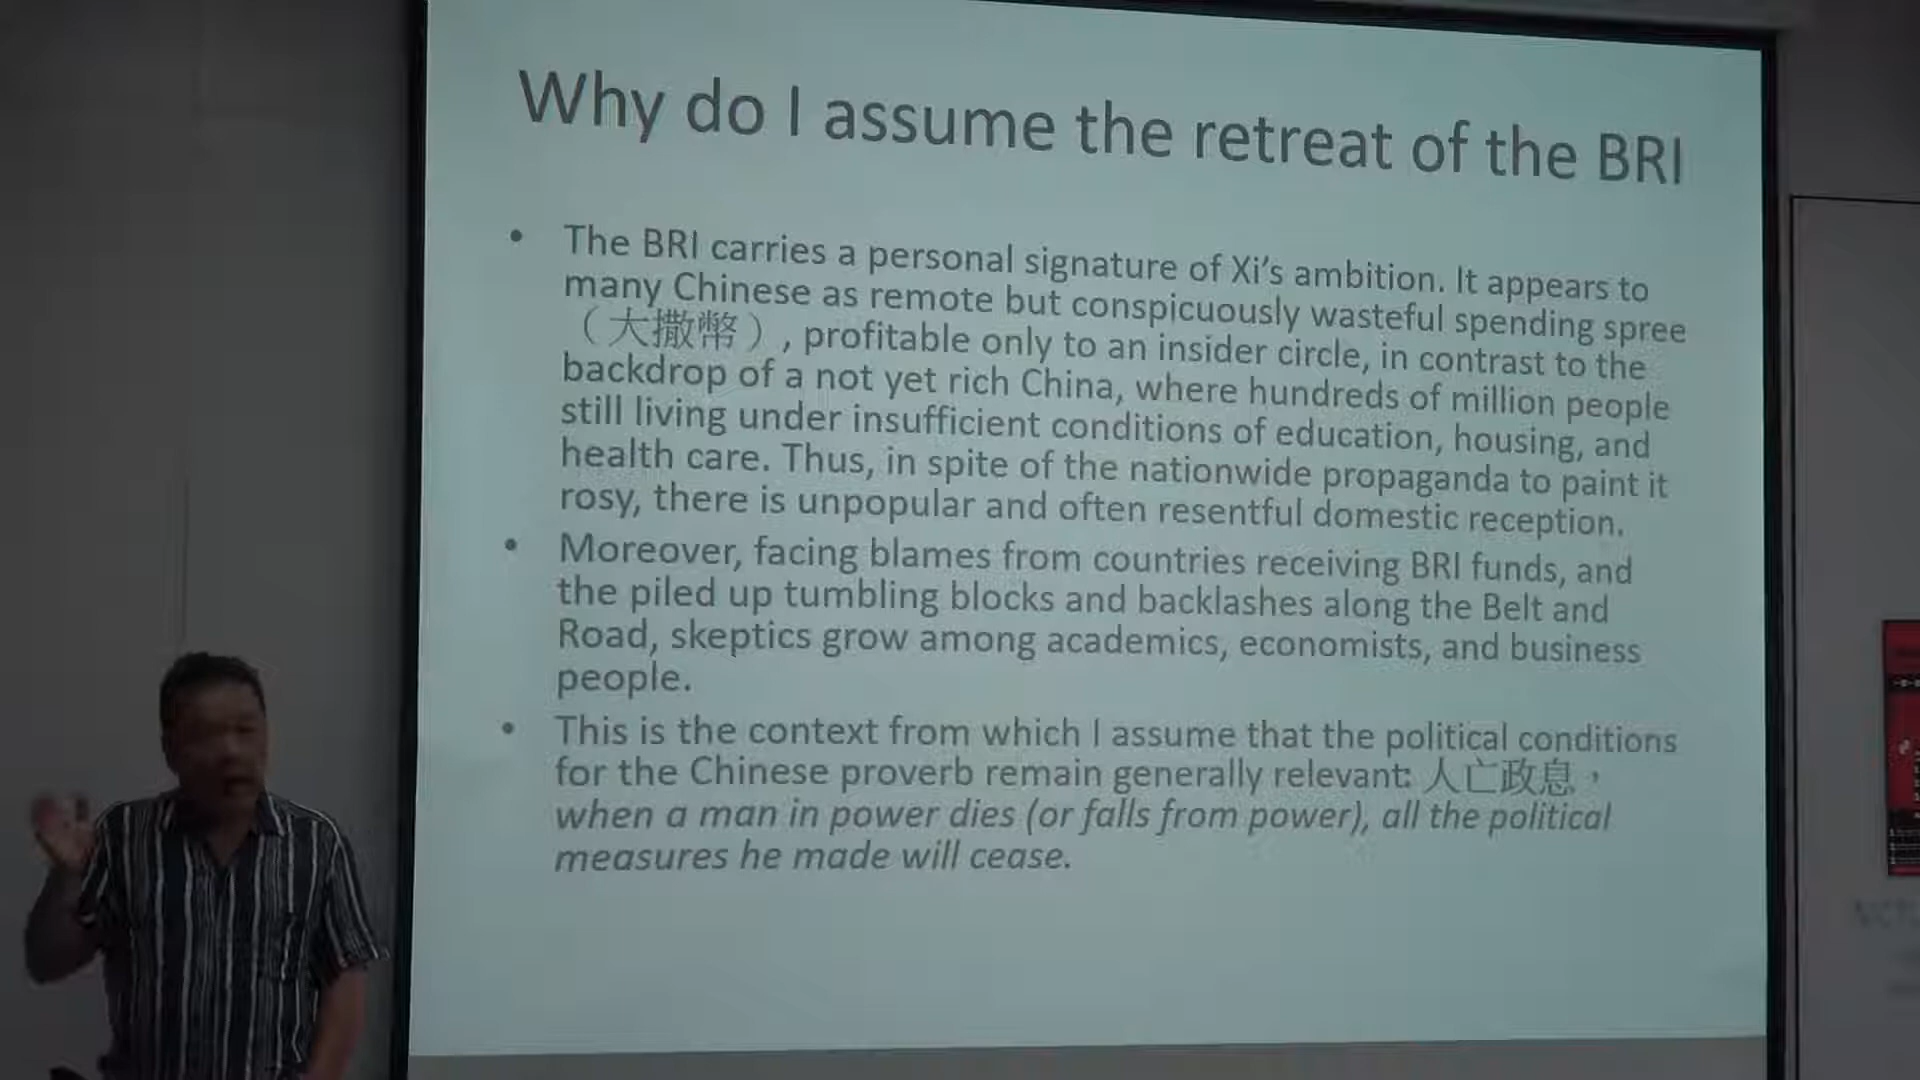 Why do I assume the retreat of the BRI
• The BRI carries a personal signature of Xi's ambition. It appears to
many Chinese as remote but conspicuously wasteful spending spree
（大撒幣）, profitable only to an insider circle, in contrast to the
backdrop of a not yet rich China, where hundreds of million people
still living under insufficient conditions of education, housing, and
health care. Thus, in spite of the nationwide propaganda to paint it
rosy, there is unpopular and often resentful domestic reception.
• Moreover, facing blames from countries receiving BRI funds, and
the piled up tumbling blocks and backlashes along the Belt and
Road, skeptics grow among academics, economists, and business
people.
• This is the context from which I assume that the political conditions
for the Chinese proverb remain generally relevant: 人亡政息，
when a man in power dies (or falls from power), all the political
measures he made will cease.